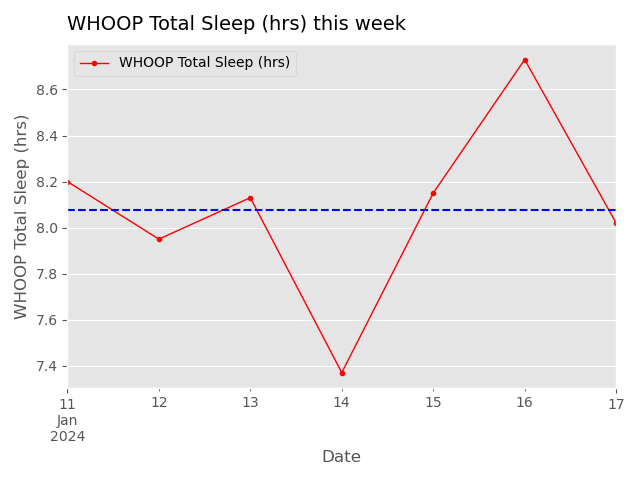 WHOOP Total Sleep (hrs) this week
WHOOP Total Sleep (hrs)
WHOOP Total Sleep (hrs)
8.6
8.4
8.2
8.0
7.8
7.6
7.4
11 12 13 14 15 16 17
Jan
2024
Date